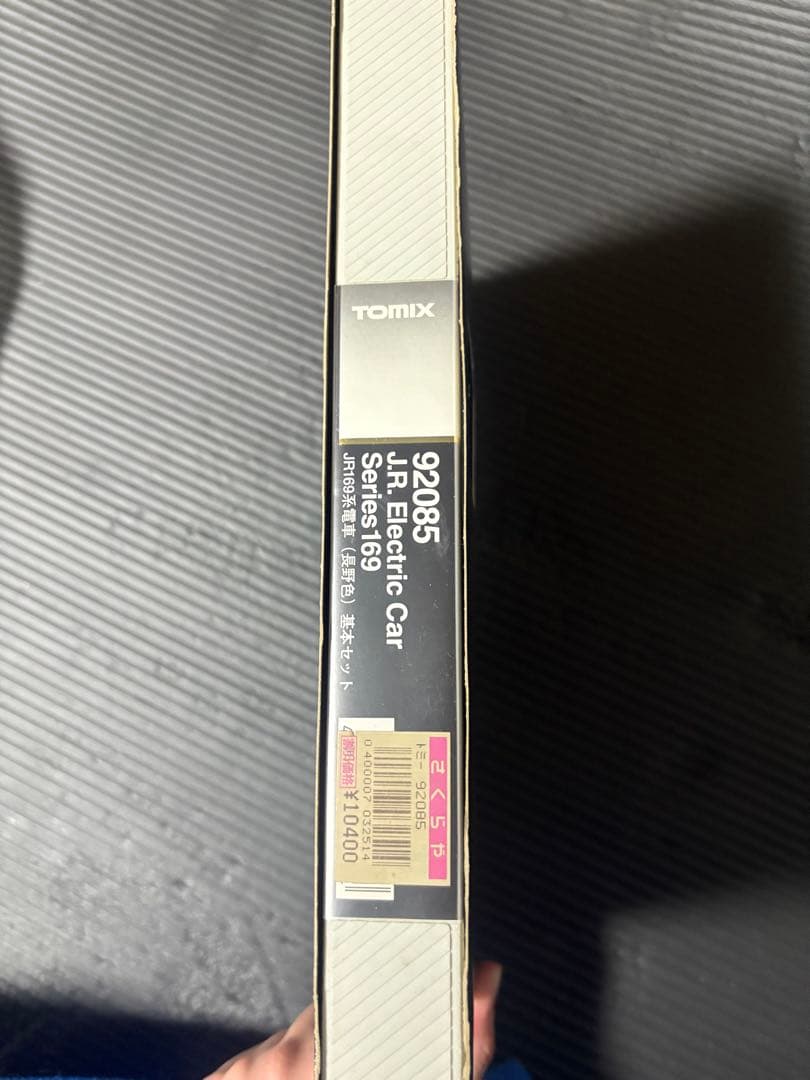 TOMIX
92085
J.R. Electric Car
Series169
JR169系電車（長野色）基本セット
さくらや
トミー 92085
0 400007 032514
¥10400